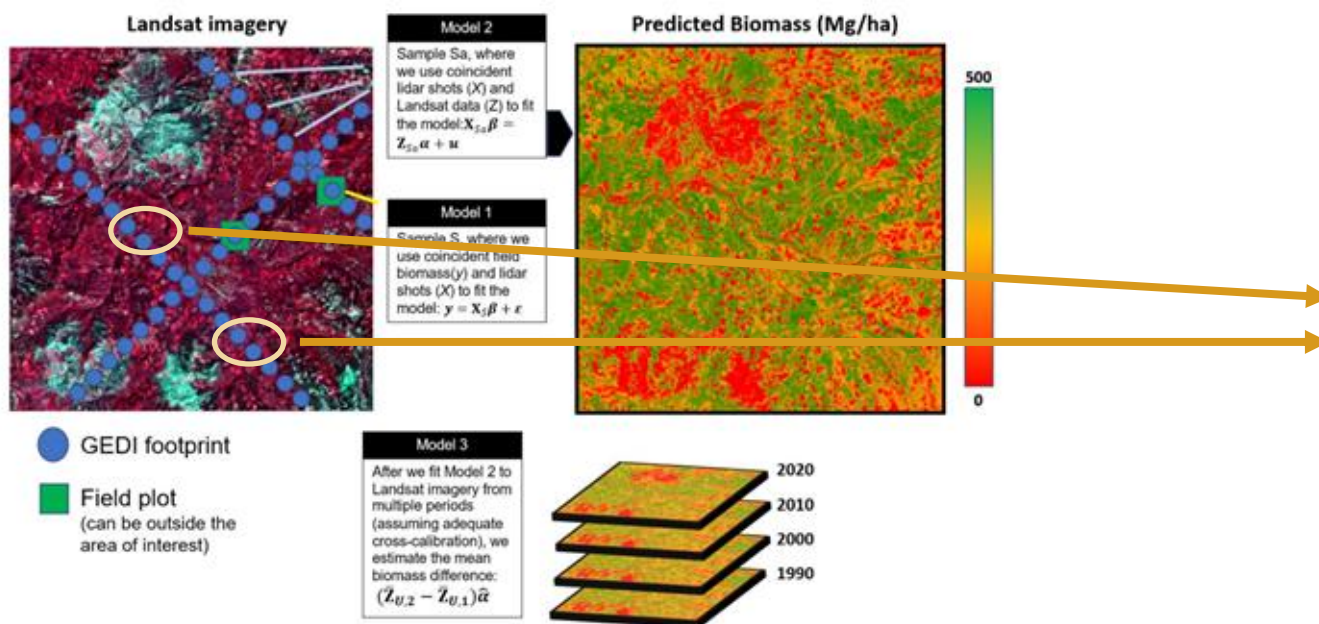 Landsat imagery
Model 2
Sample Sa, where
we use coincident
lidar shots (X) and
Landsat data (Z) to fit
the model: 𝐗_Sa𝜷 =
𝐙_Sa𝜶 + 𝒖
Model 1
Sample S, where we
use coincident field
biomass(y) and lidar
shots (X) to fit the
model: 𝒚 = 𝐗_S𝜷 + 𝜺
Predicted Biomass (Mg/ha)
500
0
GEDI footprint
Field plot
(can be outside the
area of interest)
Model 3
After we fit Model 2 to
Landsat imagery from
multiple periods
(assuming adequate
cross-calibration), we
estimate the mean
biomass difference:
(𝐙̄_U,2 − 𝐙̄_U,1)𝜶̂
2020
2010
2000
1990